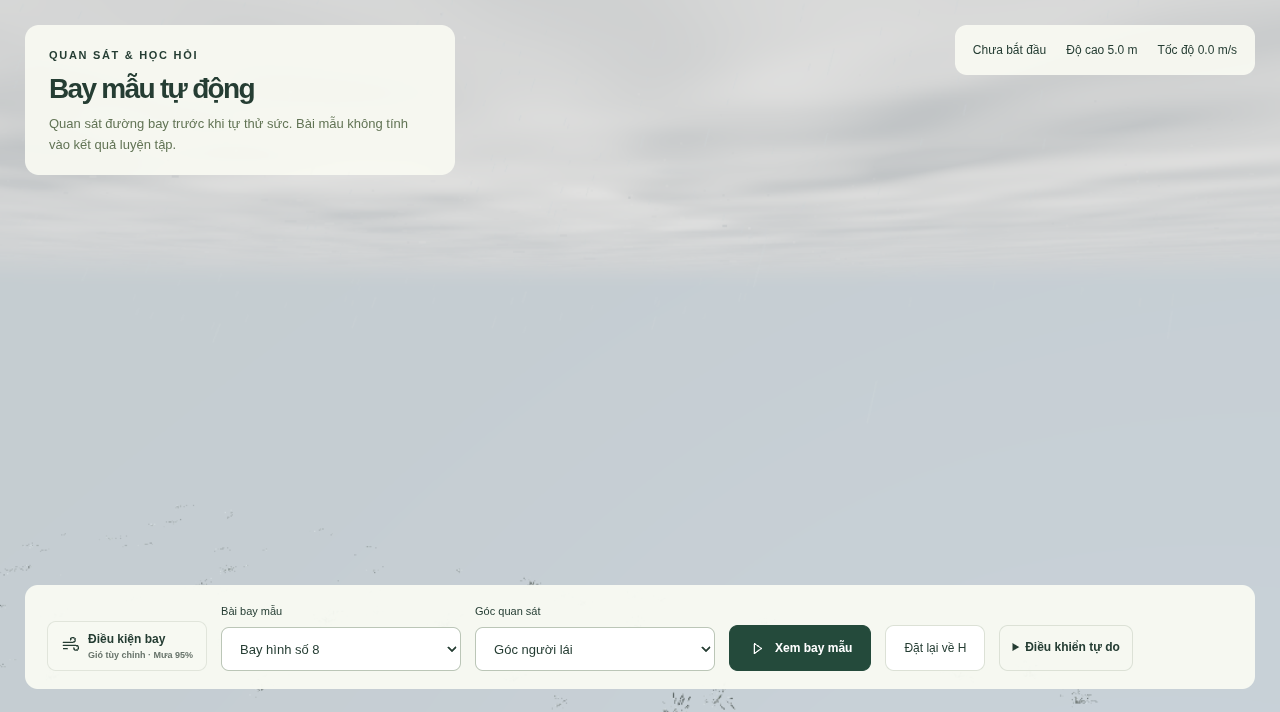 QUAN SÁT & HỌC HỎI
Bay mẫu tự động
Quan sát đường bay trước khi tự thử sức. Bài mẫu không tính
vào kết quả luyện tập.
Chưa bắt đầu Độ cao 5.0 m Tốc độ 0.0 m/s
Điều kiện bay
Gió tùy chỉnh · Mưa 95%
Bài bay mẫu
Bay hình số 8
Góc quan sát
Góc người lái
Xem bay mẫu
Đặt lại về H
Điều khiển tự do